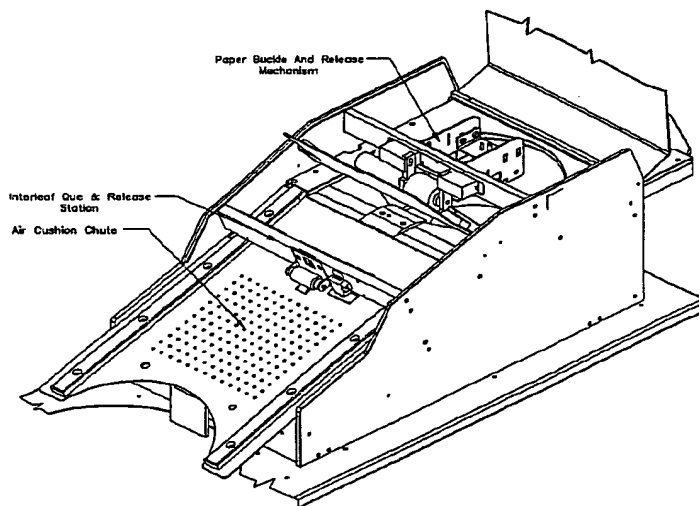 Paper Buckle And Release
Mechanism
Interleaf Que & Release
Station
Air Cushion Chute